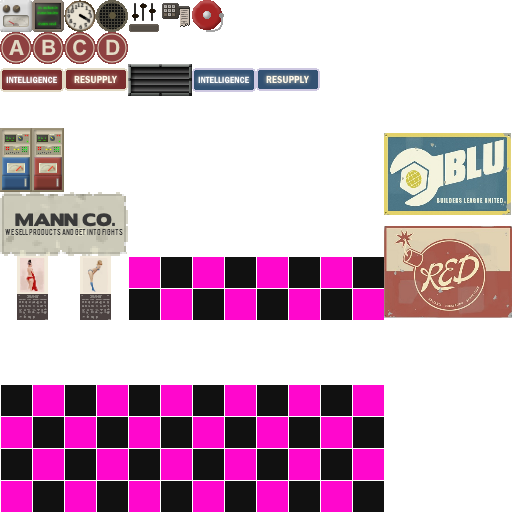 A B C D
INTELLIGENCE
RESUPPLY
INTELLIGENCE
RESUPPLY
BLU
BUILDERS LEAGUE UNITED
MANN CO.
WE SELL PRODUCTS AND GET INTO FIGHTS
RED